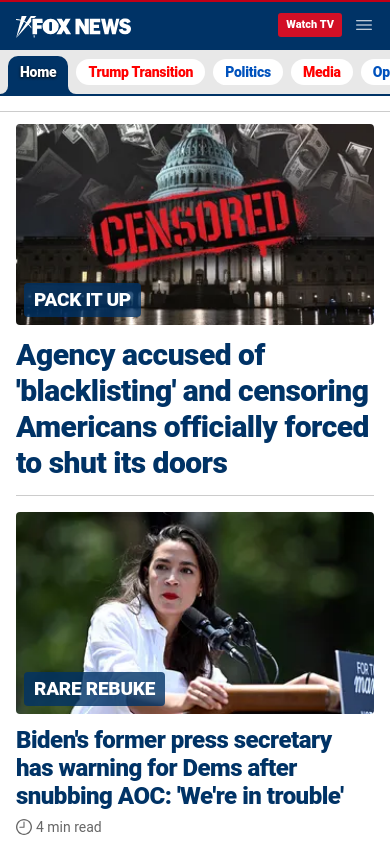 FOX NEWS
Watch TV
Home
Trump Transition
Politics
Media
Op
CENSORED
PACK IT UP
Agency accused of
'blacklisting' and censoring
Americans officially forced
to shut its doors
FOR T
man
RARE REBUKE
Biden's former press secretary
has warning for Dems after
snubbing AOC: 'We're in trouble'
4 min read